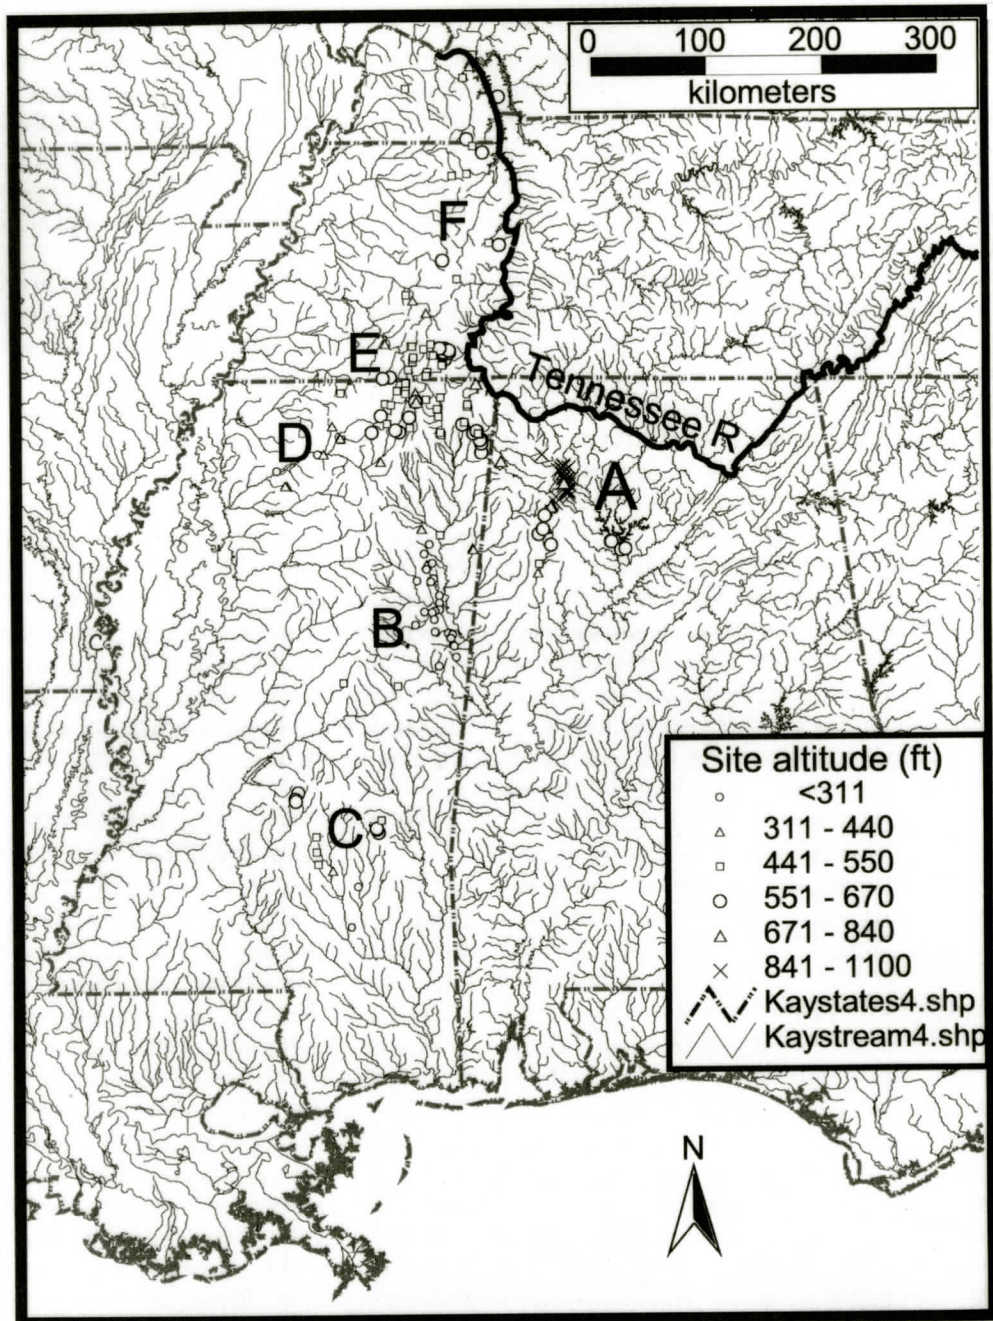 0 100 200 300
kilometers
F
E
Tennessee R.
D
A
B
C
Site altitude (ft)
<311
311 - 440
441 - 550
551 - 670
671 - 840
841 - 1100
Kaystates4.shp
Kaystream4.shp
N